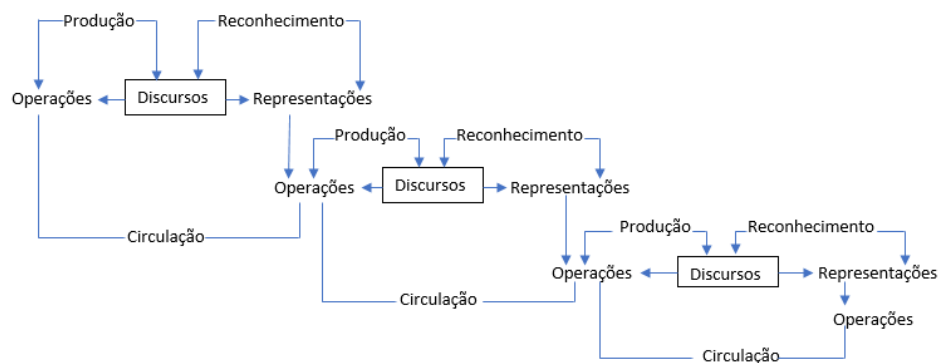 Produção
Reconhecimento
Operações
Discursos
Representações
Produção
Reconhecimento
Operações
Discursos
Representações
Circulação
Produção
Reconhecimento
Operações
Discursos
Representações
Circulação
Operações
Circulação